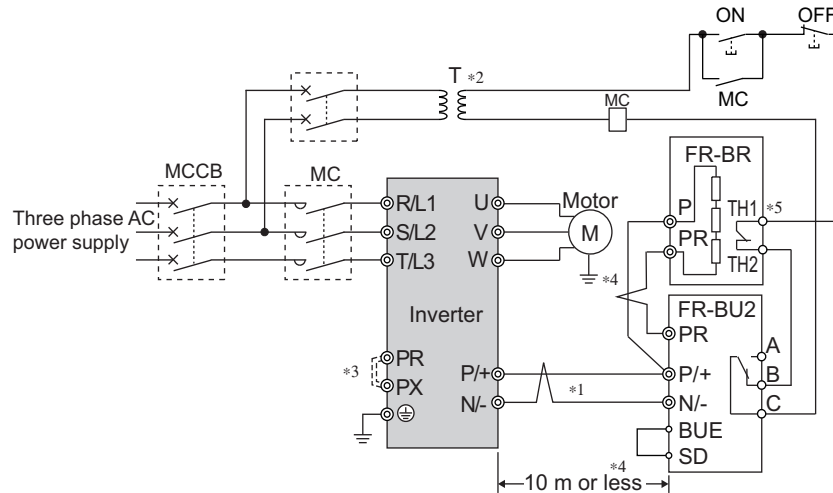 ON OFF
T *2
MC
MC
FR-BR
MCCB MC
P TH1 *5
R/L1 U Motor
Three phase AC
power supply
S/L2 V M
PR
T/L3 W TH2
*4
FR-BU2
Inverter
PR A
*3 PR P/+ P/+ B
PX N/- *1 N/- C
BUE
*4
SD
10 m or less